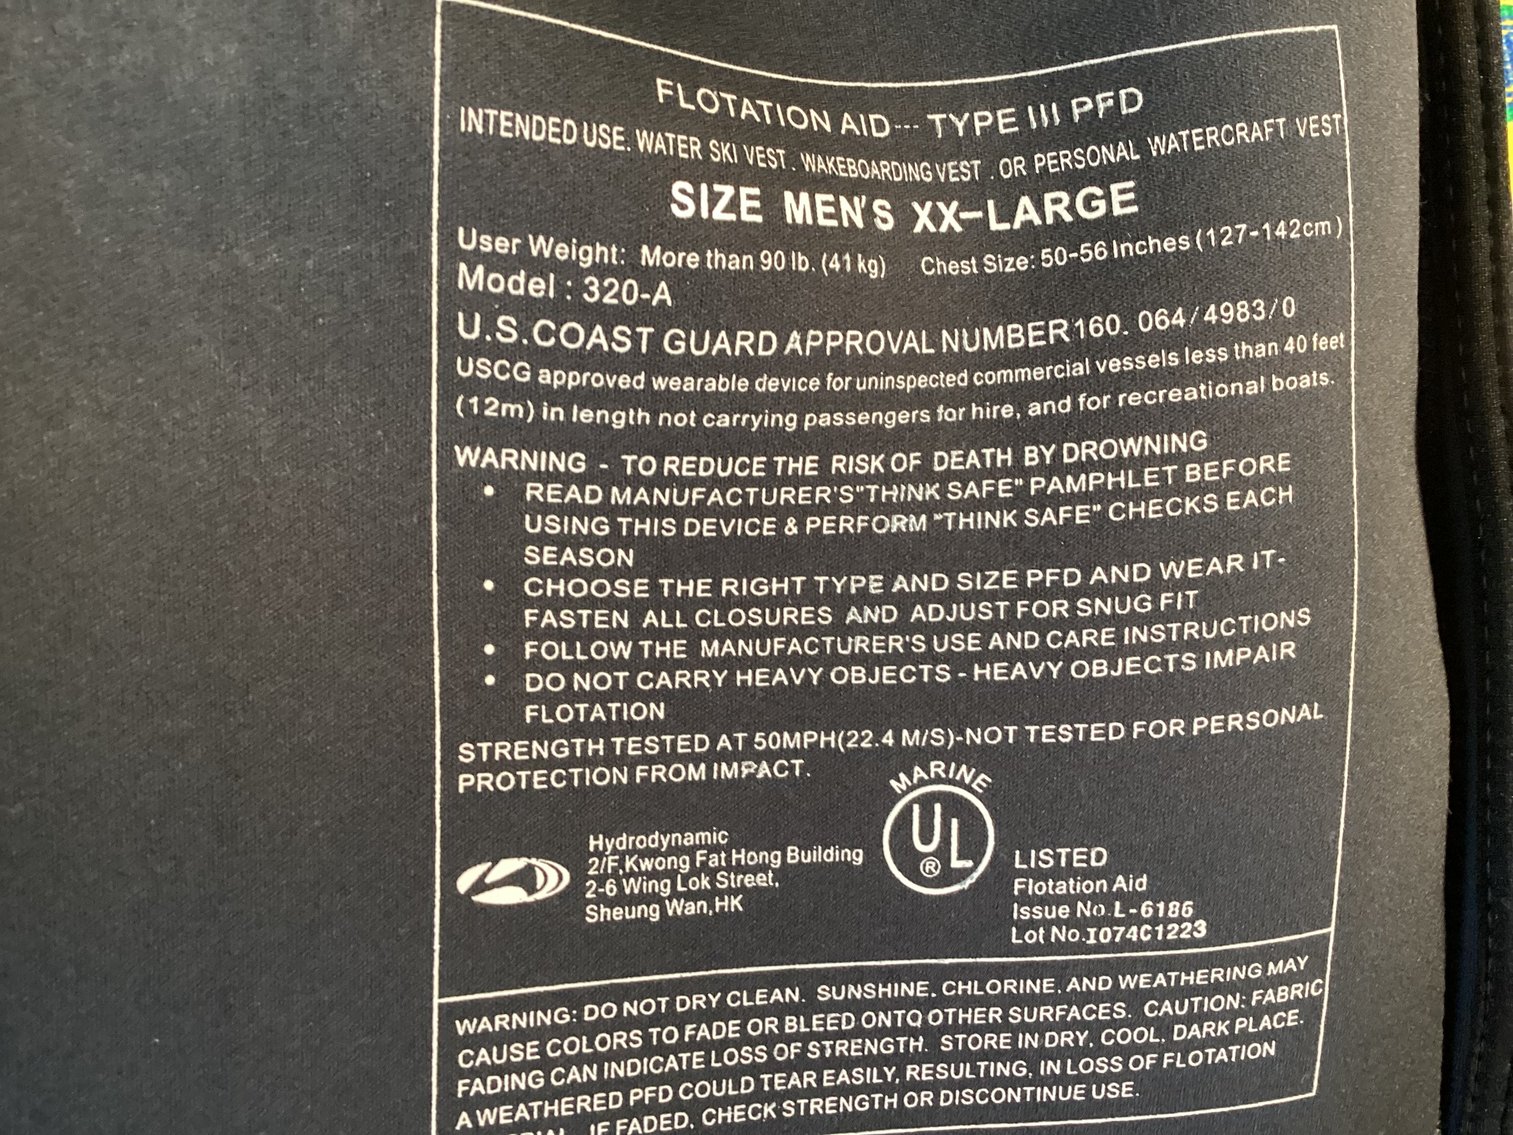 FLOTATION AID--- TYPE III PFD
INTENDED USE. WATER SKI VEST . WAKEBOARDING VEST . OR PERSONAL WATERCRAFT VEST
SIZE MEN'S XX-LARGE
User Weight: More than 90 lb. (41 kg) Chest Size: 50-56 Inches (127-142cm)
Model : 320-A
U.S.COAST GUARD APPROVAL NUMBER 160. 064/4983/0
USCG approved wearable device for uninspected commercial vessels less than 40 feet
(12m) in length not carrying passengers for hire, and for recreational boats.
WARNING - TO REDUCE THE RISK OF DEATH BY DROWNING
• READ MANUFACTURER'S"THINK SAFE" PAMPHLET BEFORE
USING THIS DEVICE & PERFORM "THINK SAFE" CHECKS EACH
SEASON
• CHOOSE THE RIGHT TYPE AND SIZE PFD AND WEAR IT-
FASTEN ALL CLOSURES AND ADJUST FOR SNUG FIT
• FOLLOW THE MANUFACTURER'S USE AND CARE INSTRUCTIONS
• DO NOT CARRY HEAVY OBJECTS - HEAVY OBJECTS IMPAIR
FLOTATION
STRENGTH TESTED AT 50MPH(22.4 M/S)-NOT TESTED FOR PERSONAL
PROTECTION FROM IMPACT.
Hydrodynamic
2/F,Kwong Fat Hong Building
2-6 Wing Lok Street,
Sheung Wan,HK
MARINE
UL
®
LISTED
Flotation Aid
Issue No.L-6186
Lot No.I074C1223
WARNING: DO NOT DRY CLEAN. SUNSHINE, CHLORINE, AND WEATHERING MAY
CAUSE COLORS TO FADE OR BLEED ONTO OTHER SURFACES. CAUTION: FABRIC
FADING CAN INDICATE LOSS OF STRENGTH. STORE IN DRY, COOL, DARK PLACE.
A WEATHERED PFD COULD TEAR EASILY, RESULTING, IN LOSS OF FLOTATION
IF FADED, CHECK STRENGTH OR DISCONTINUE USE.